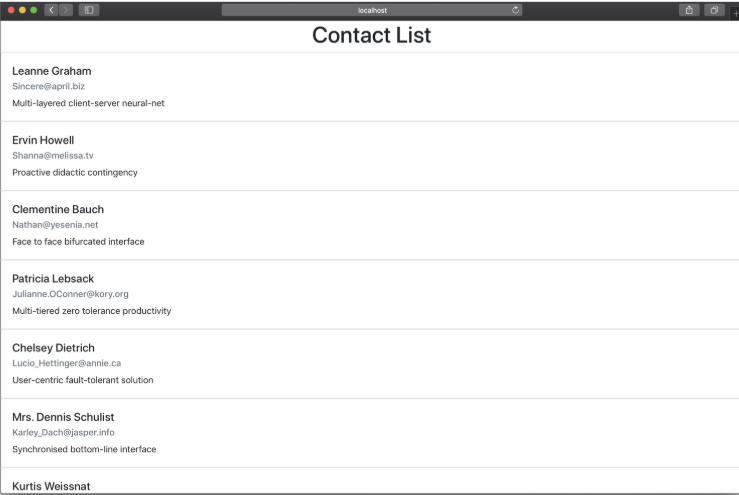 localhost
Contact List
Leanne Graham
Sincere@april.biz
Multi-layered client-server neural-net
Ervin Howell
Shanna@melissa.tv
Proactive didactic contingency
Clementine Bauch
Nathan@yesenia.net
Face to face bifurcated interface
Patricia Lebsack
Julianne.OConner@kory.org
Multi-tiered zero tolerance productivity
Chelsey Dietrich
Lucio_Hettinger@annie.ca
User-centric fault-tolerant solution
Mrs. Dennis Schulist
Karley_Dach@jasper.info
Synchronised bottom-line interface
Kurtis Weissnat